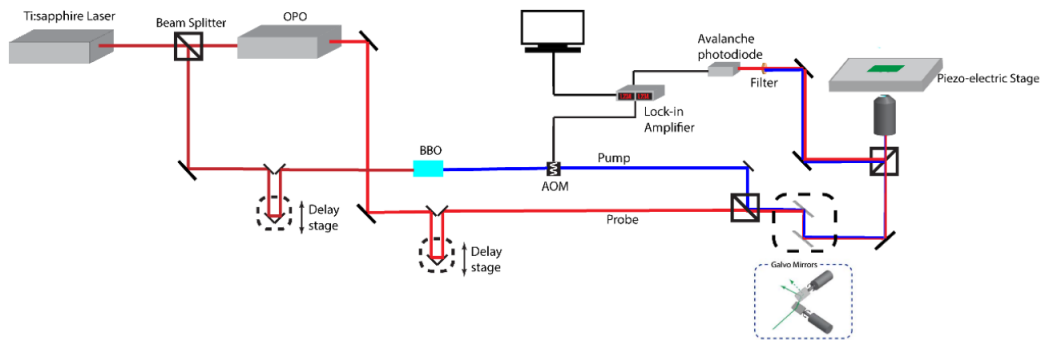 Ti:sapphire Laser
Beam Splitter
OPO
Avalanche
photodiode
Filter
Piezo-electric Stage
Lock-in
Amplifier
BBO
AOM
Pump
Probe
Delay
stage
Delay
stage
Galvo Mirrors